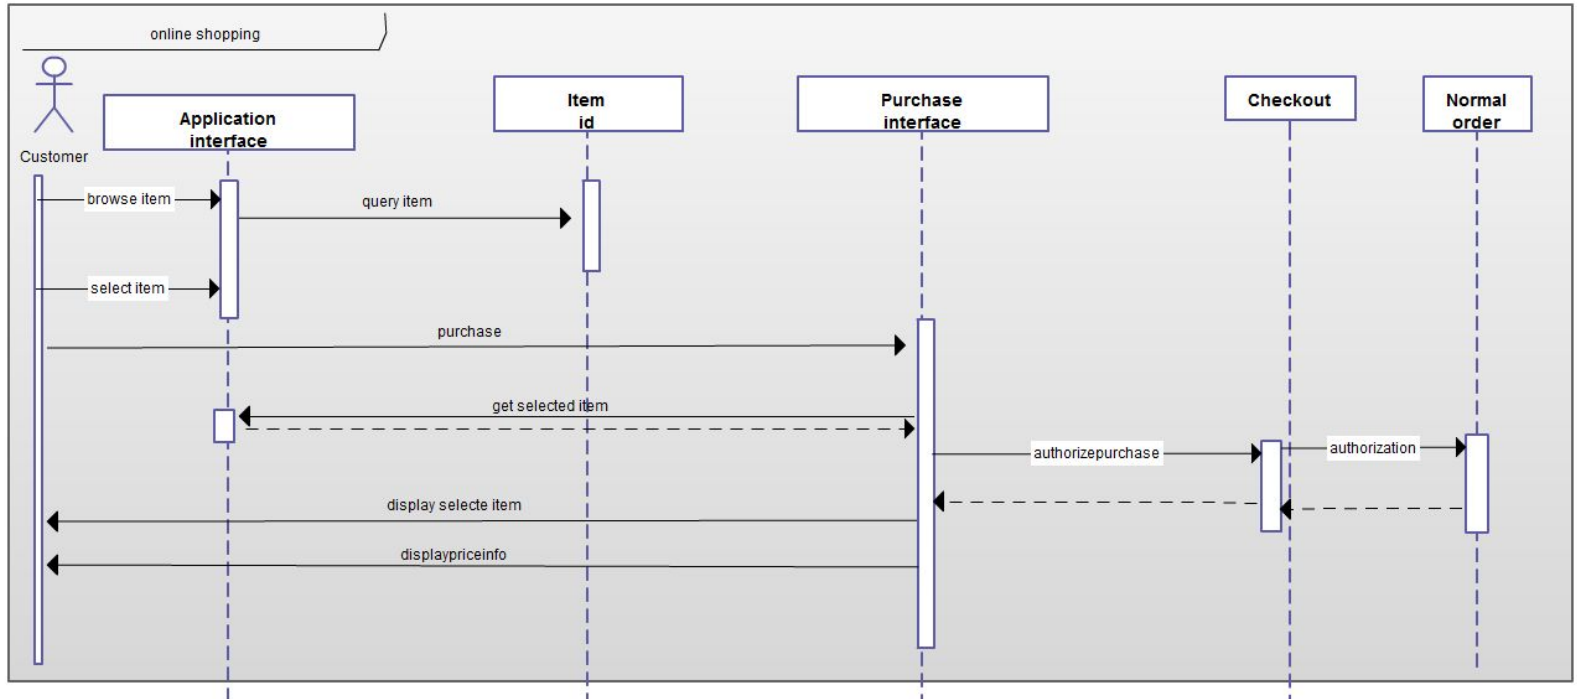 online shopping
Item
id
Purchase
interface
Checkout
Normal
order
Application
interface
Customer
browse item
query item
select item
purchase
get selected item
authorizepurchase
authorization
display selecte item
displaypriceinfo